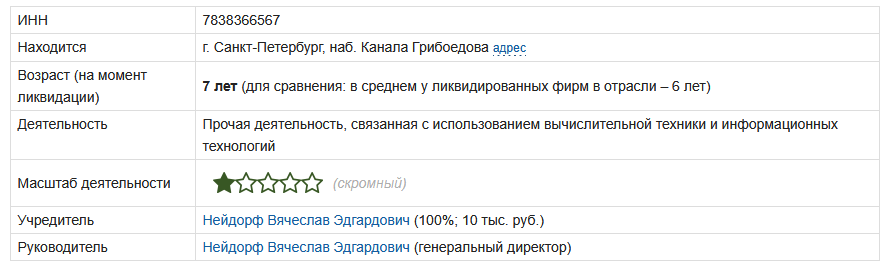 ИНН 7838366567
Находится г. Санкт-Петербург, наб. Канала Грибоедова адрес
Возраст (на момент
ликвидации) 7 лет (для сравнения: в среднем у ликвидированных фирм в отрасли – 6 лет)
Деятельность Прочая деятельность, связанная с использованием вычислительной техники и информационных
технологий
Масштаб деятельности (скромный)
Учредитель Нейдорф Вячеслав Эдгардович (100%; 10 тыс. руб.)
Руководитель Нейдорф Вячеслав Эдгардович (генеральный директор)